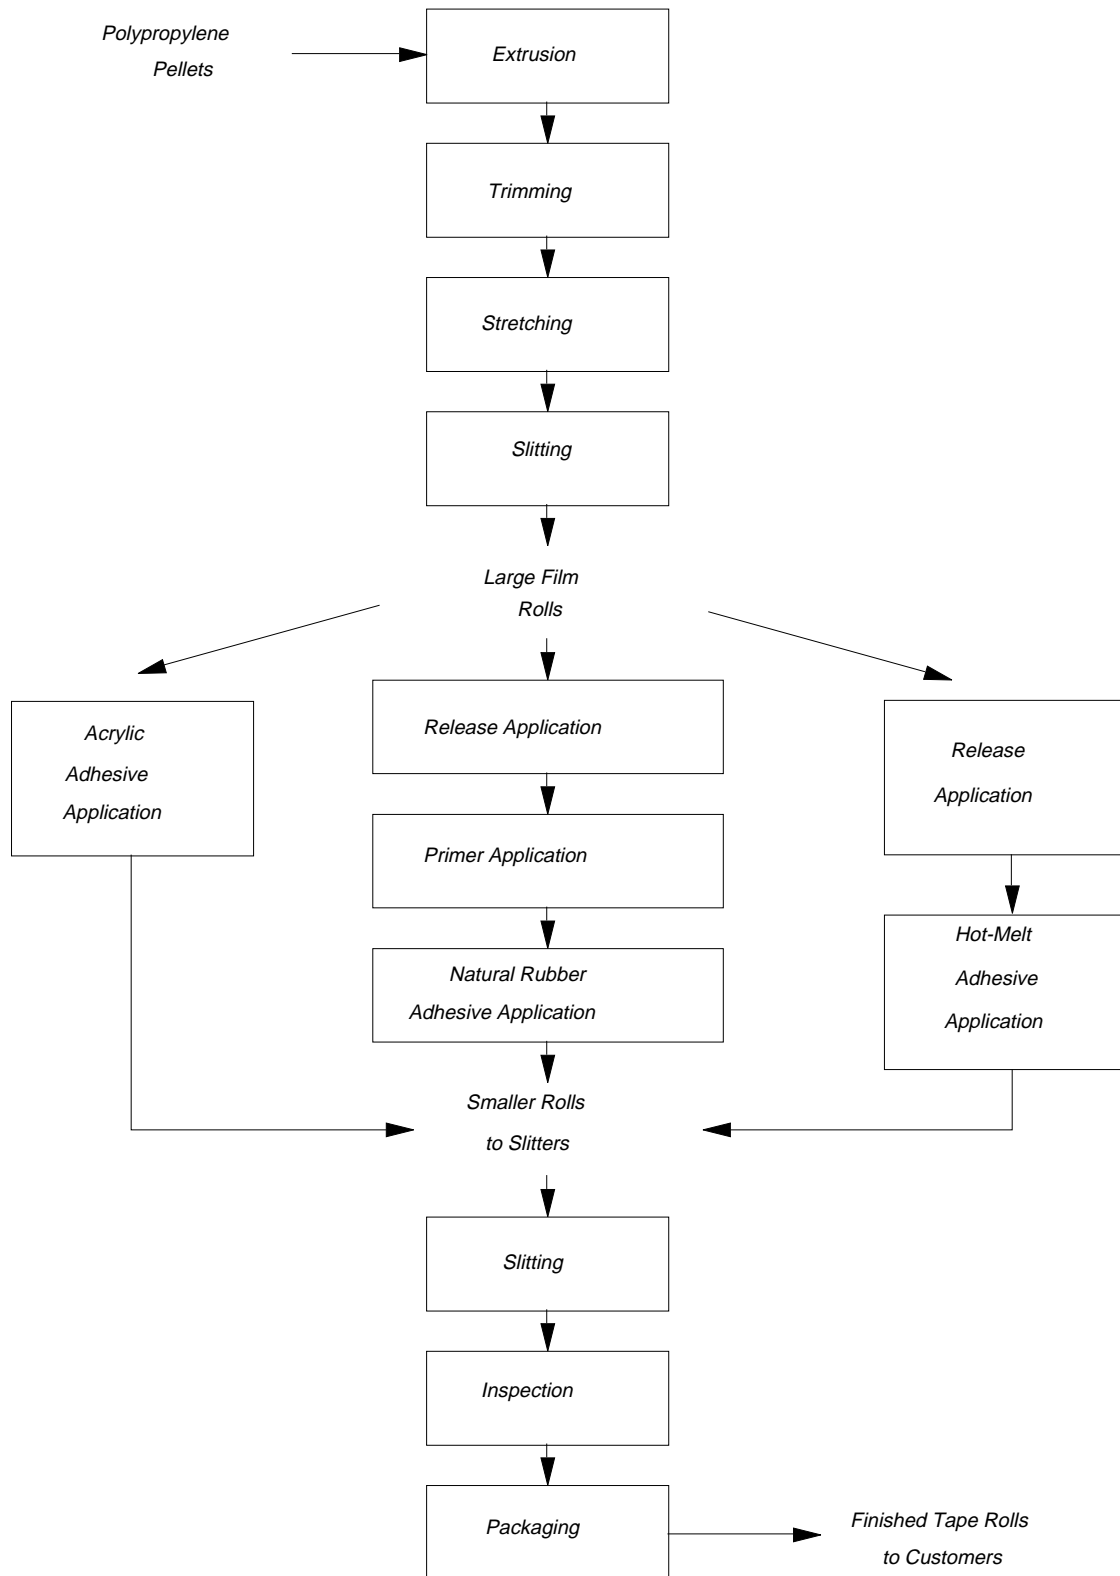 Polypropylene
Pellets
Extrusion
Trimming
Stretching
Slitting
Large Film
Rolls
Acrylic
Adhesive
Application
Release Application
Primer Application
Natural Rubber
Adhesive Application
Release
Application
Hot-Melt
Adhesive
Application
Smaller Rolls
to Slitters
Slitting
Inspection
Packaging
Finished Tape Rolls
to Customers